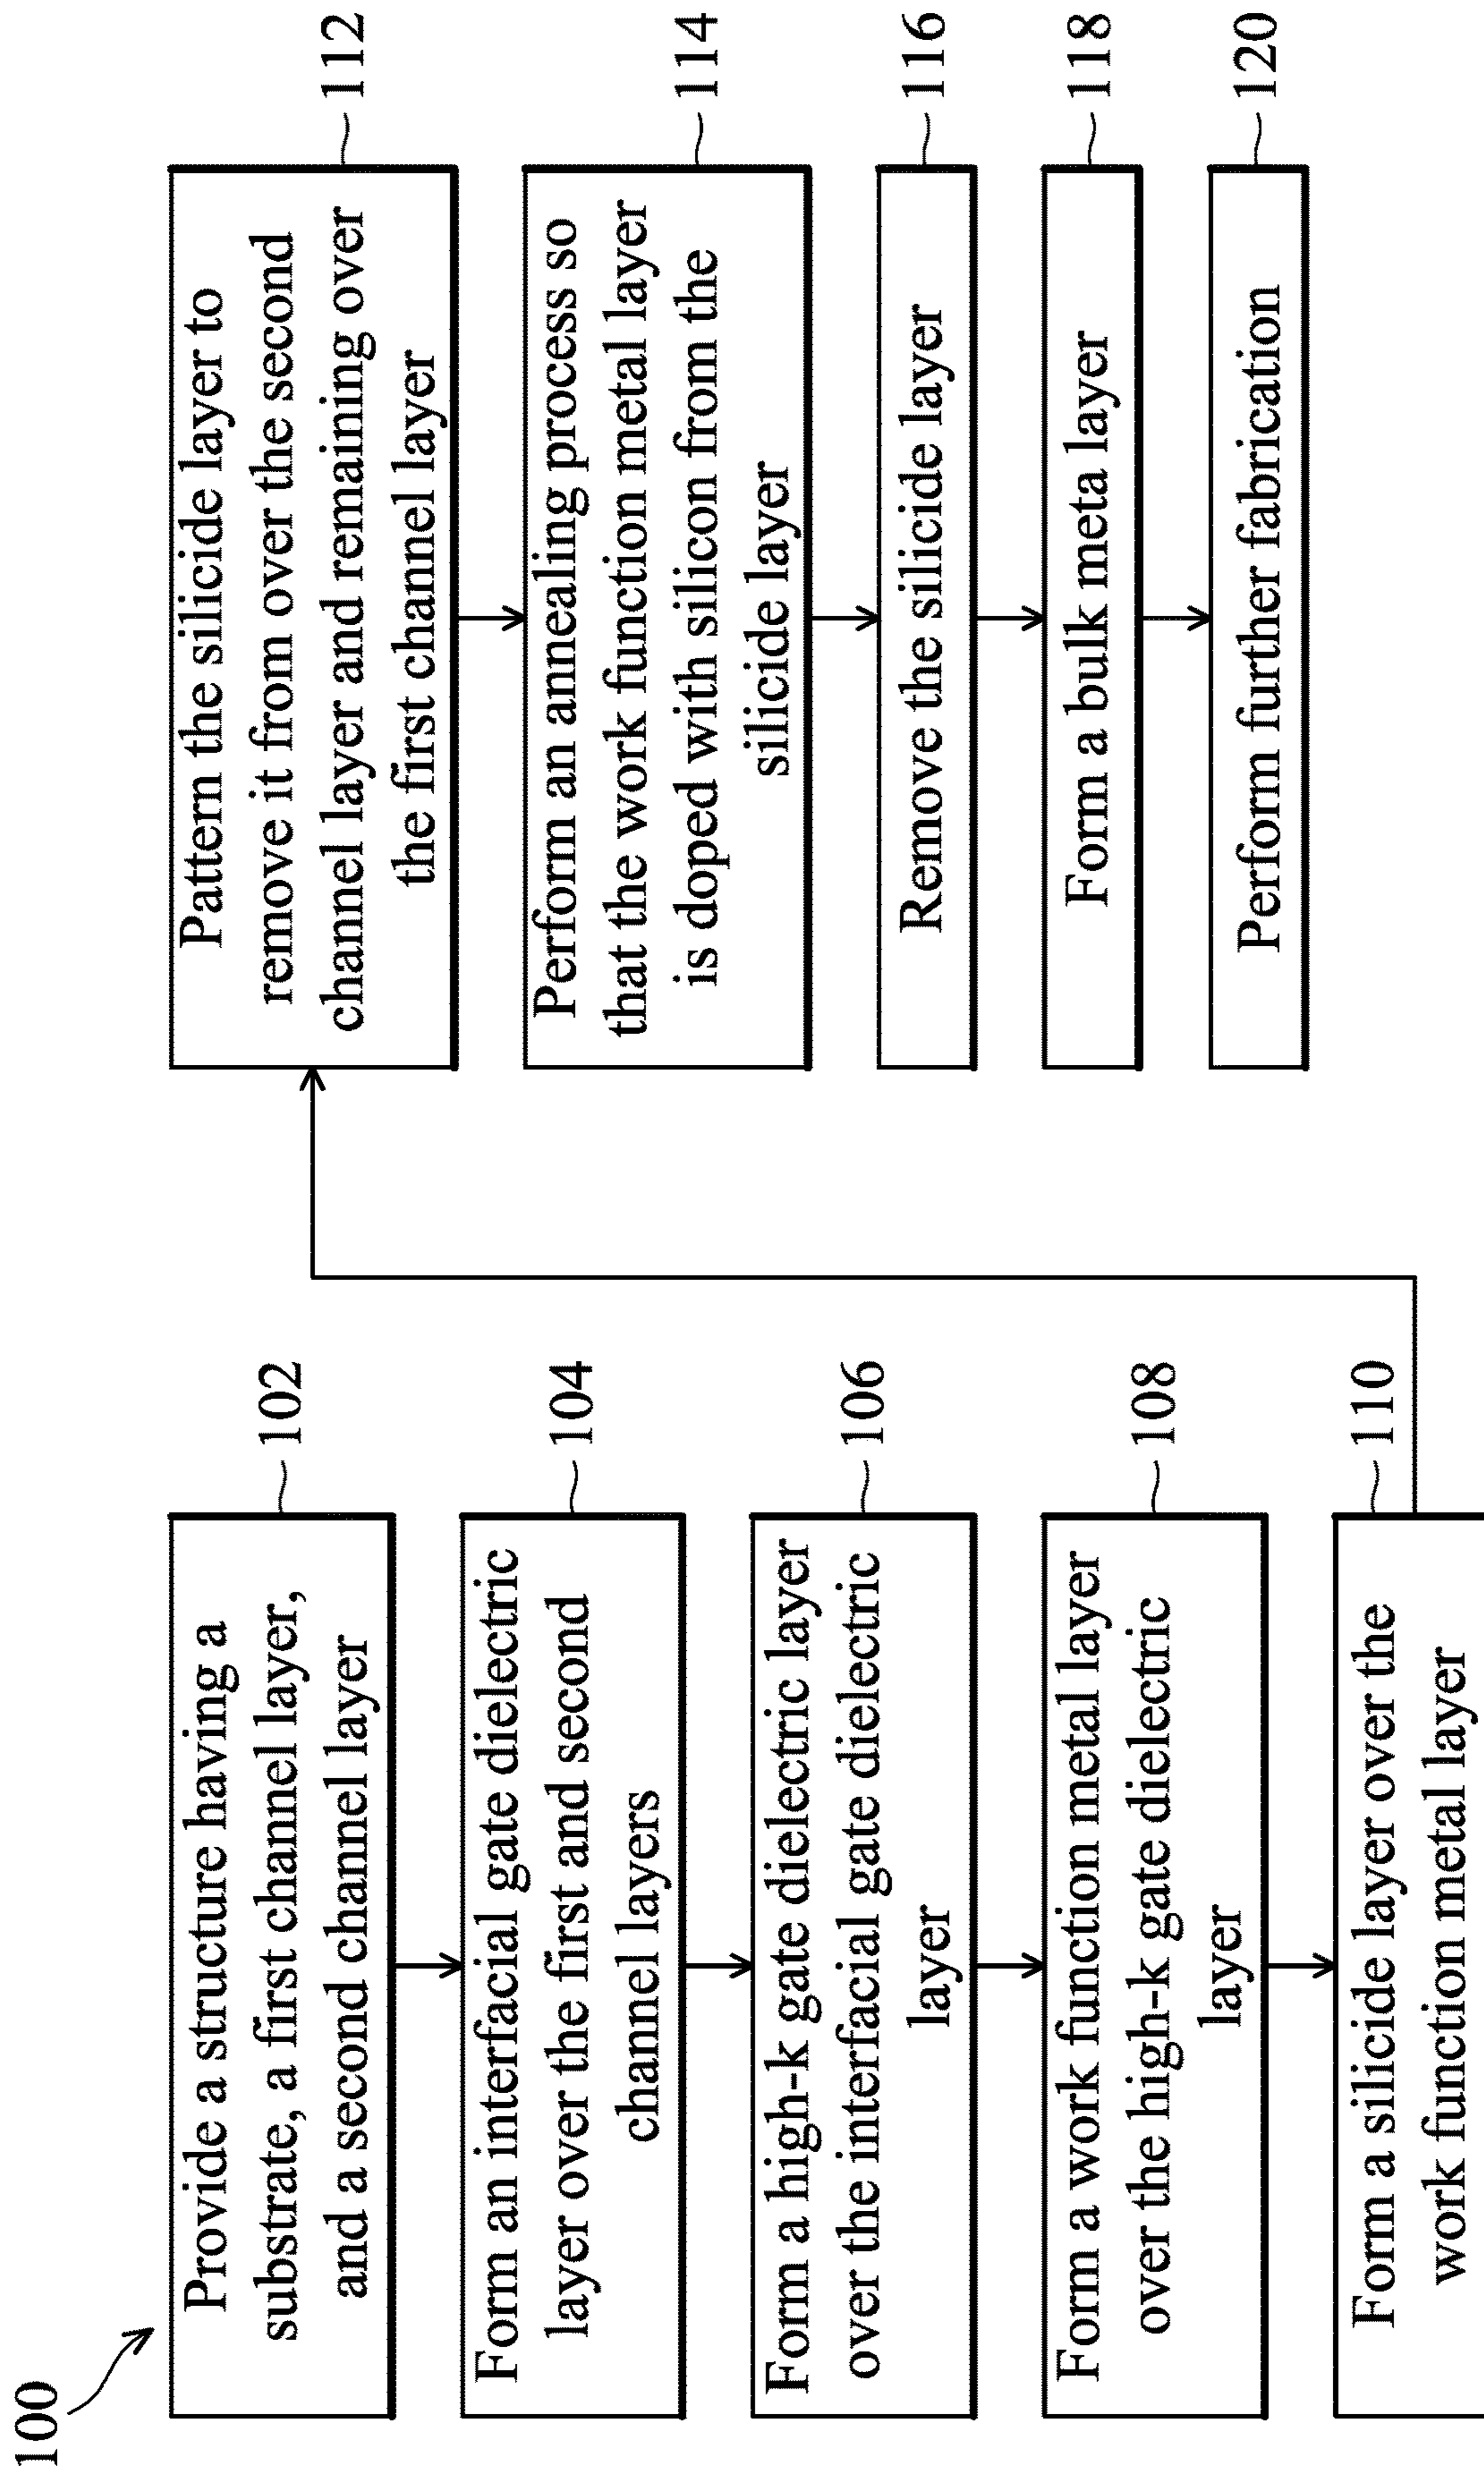 100
Provide a structure having a
substrate, a first channel layer,
and a second channel layer
102
Form an interfacial gate dielectric
layer over the first and second
channel layers
104
Form a high-k gate dielectric layer
over the interfacial gate dielectric
layer
106
Form a work function metal layer
over the high-k gate dielectric
layer
108
Form a silicide layer over the
work function metal layer
110
Pattern the silicide layer to
remove it from over the second
channel layer and remaining over
the first channel layer
112
Perform an annealing process so
that the work function metal layer
is doped with silicon from the
silicide layer
114
Remove the silicide layer
116
Form a bulk meta layer
118
Perform further fabrication
120